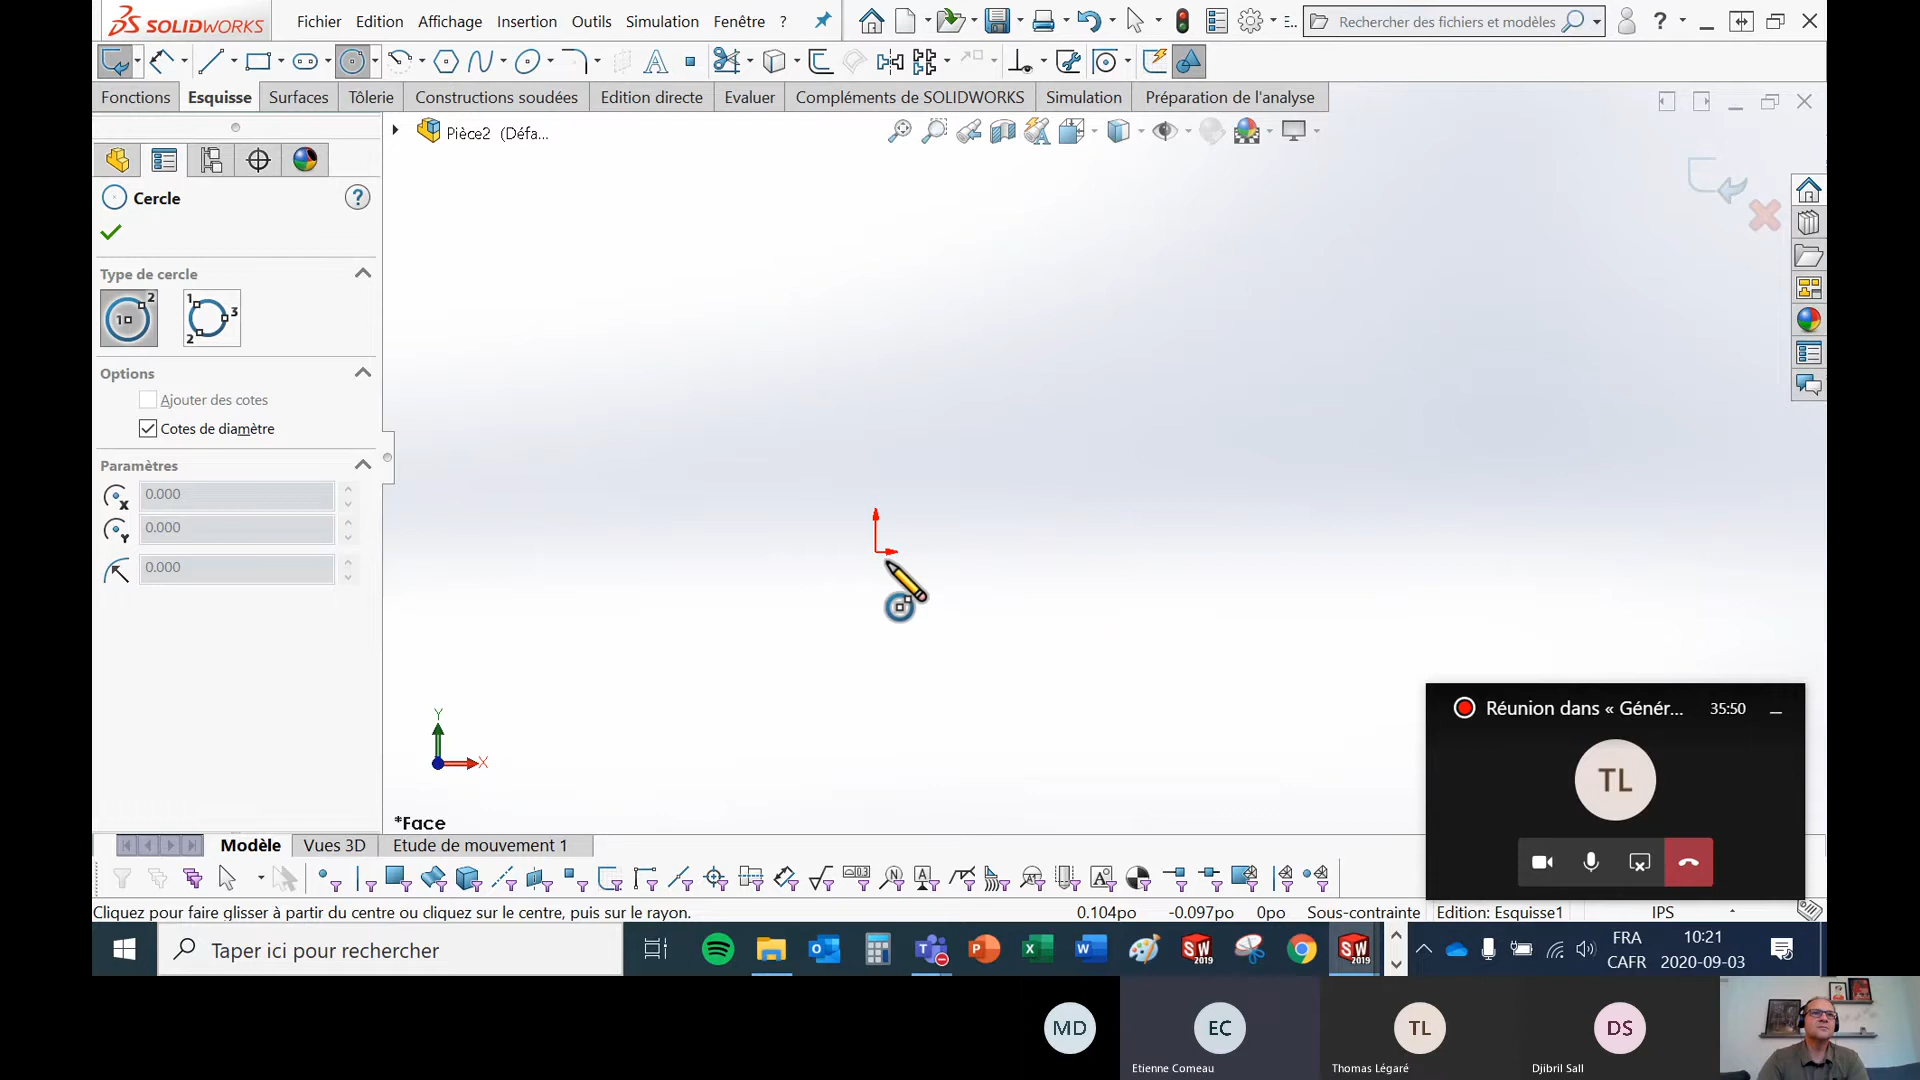 SOLIDWORKS Fichier Edition Affichage Insertion Outils Simulation Fenêtre ? E... Rechercher des fichiers et modèles ?
Fonctions Esquisse Surfaces Tôlerie Constructions soudées Edition directe Evaluer Compléments de SOLIDWORKS Simulation Préparation de l'analyse
Pièce2 (Défa...
Cercle
Type de cercle
Options
Ajouter des cotes
Cotes de diamètre
Paramètres
0.000
0.000
0.000
Y
X
*Face
Réunion dans « Génér... 35:50
TL
Modèle Vues 3D Etude de mouvement 1
Cliquez pour faire glisser à partir du centre ou cliquez sur le centre, puis sur le rayon. 0.104po -0.097po 0po Sous-contrainte Edition: Esquisse1 IPS
Taper ici pour rechercher
FRA
CAFR
10:21
2020-09-03
MD EC TL DS
Etienne Comeau Thomas Légaré Djibril Sall